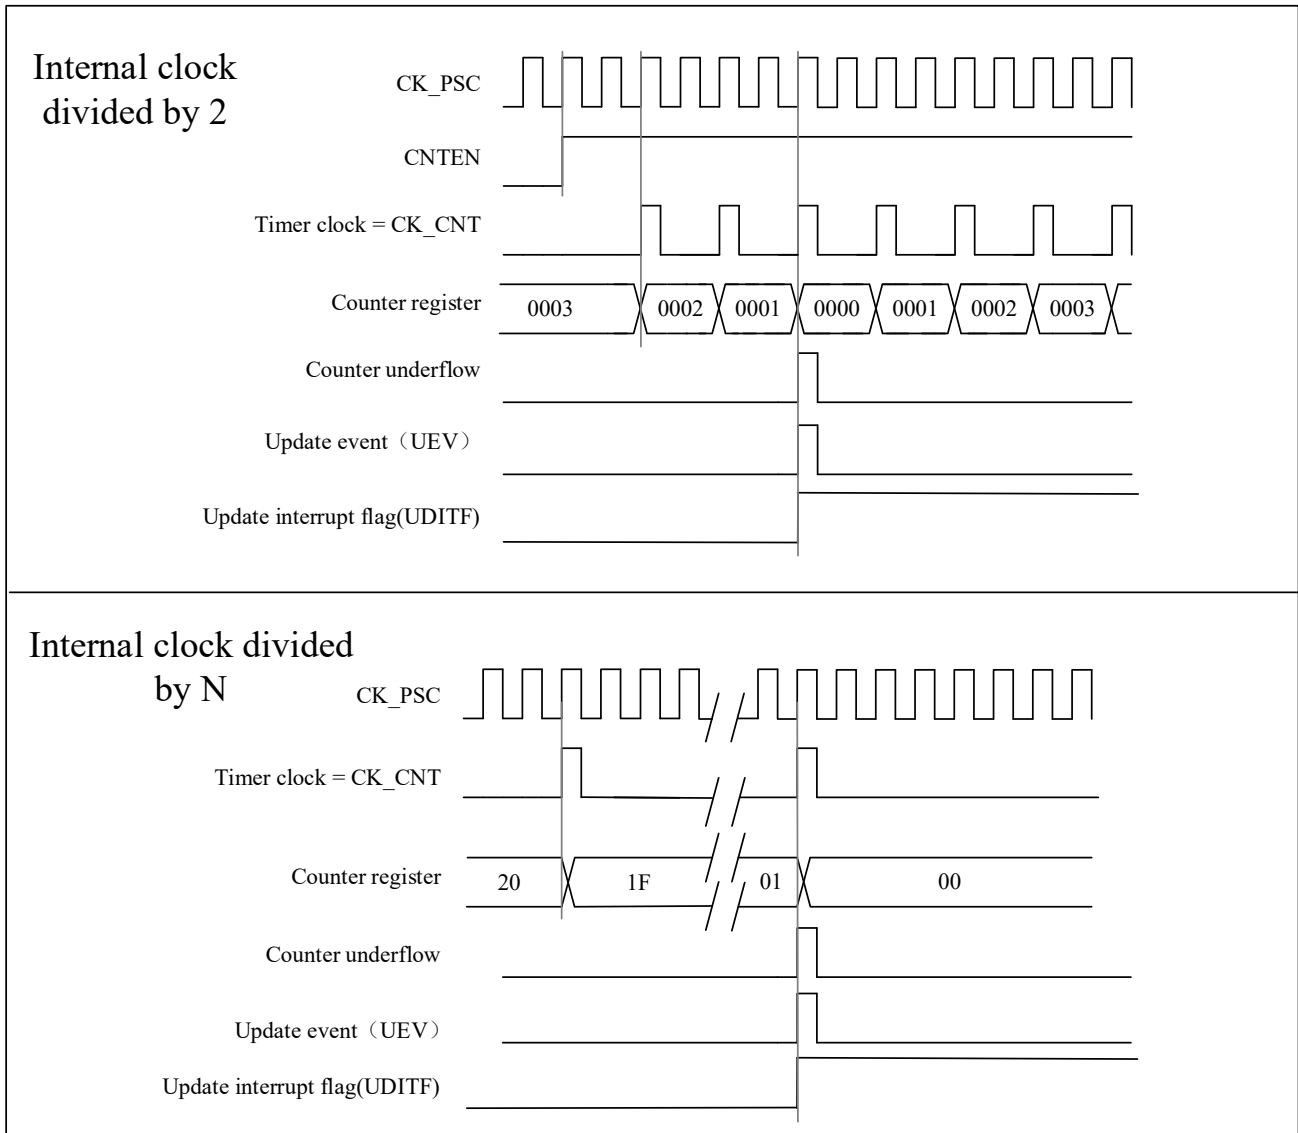 Internal clock
divided by 2
CK_PSC
CNTEN
Timer clock = CK_CNT
Counter register
0003 0002 0001 0000 0001 0002 0003
Counter underflow
Update event（UEV）
Update interrupt flag(UDITF)
Internal clock divided
by N
CK_PSC
Timer clock = CK_CNT
Counter register
20 1F 01 00
Counter underflow
Update event（UEV）
Update interrupt flag(UDITF)